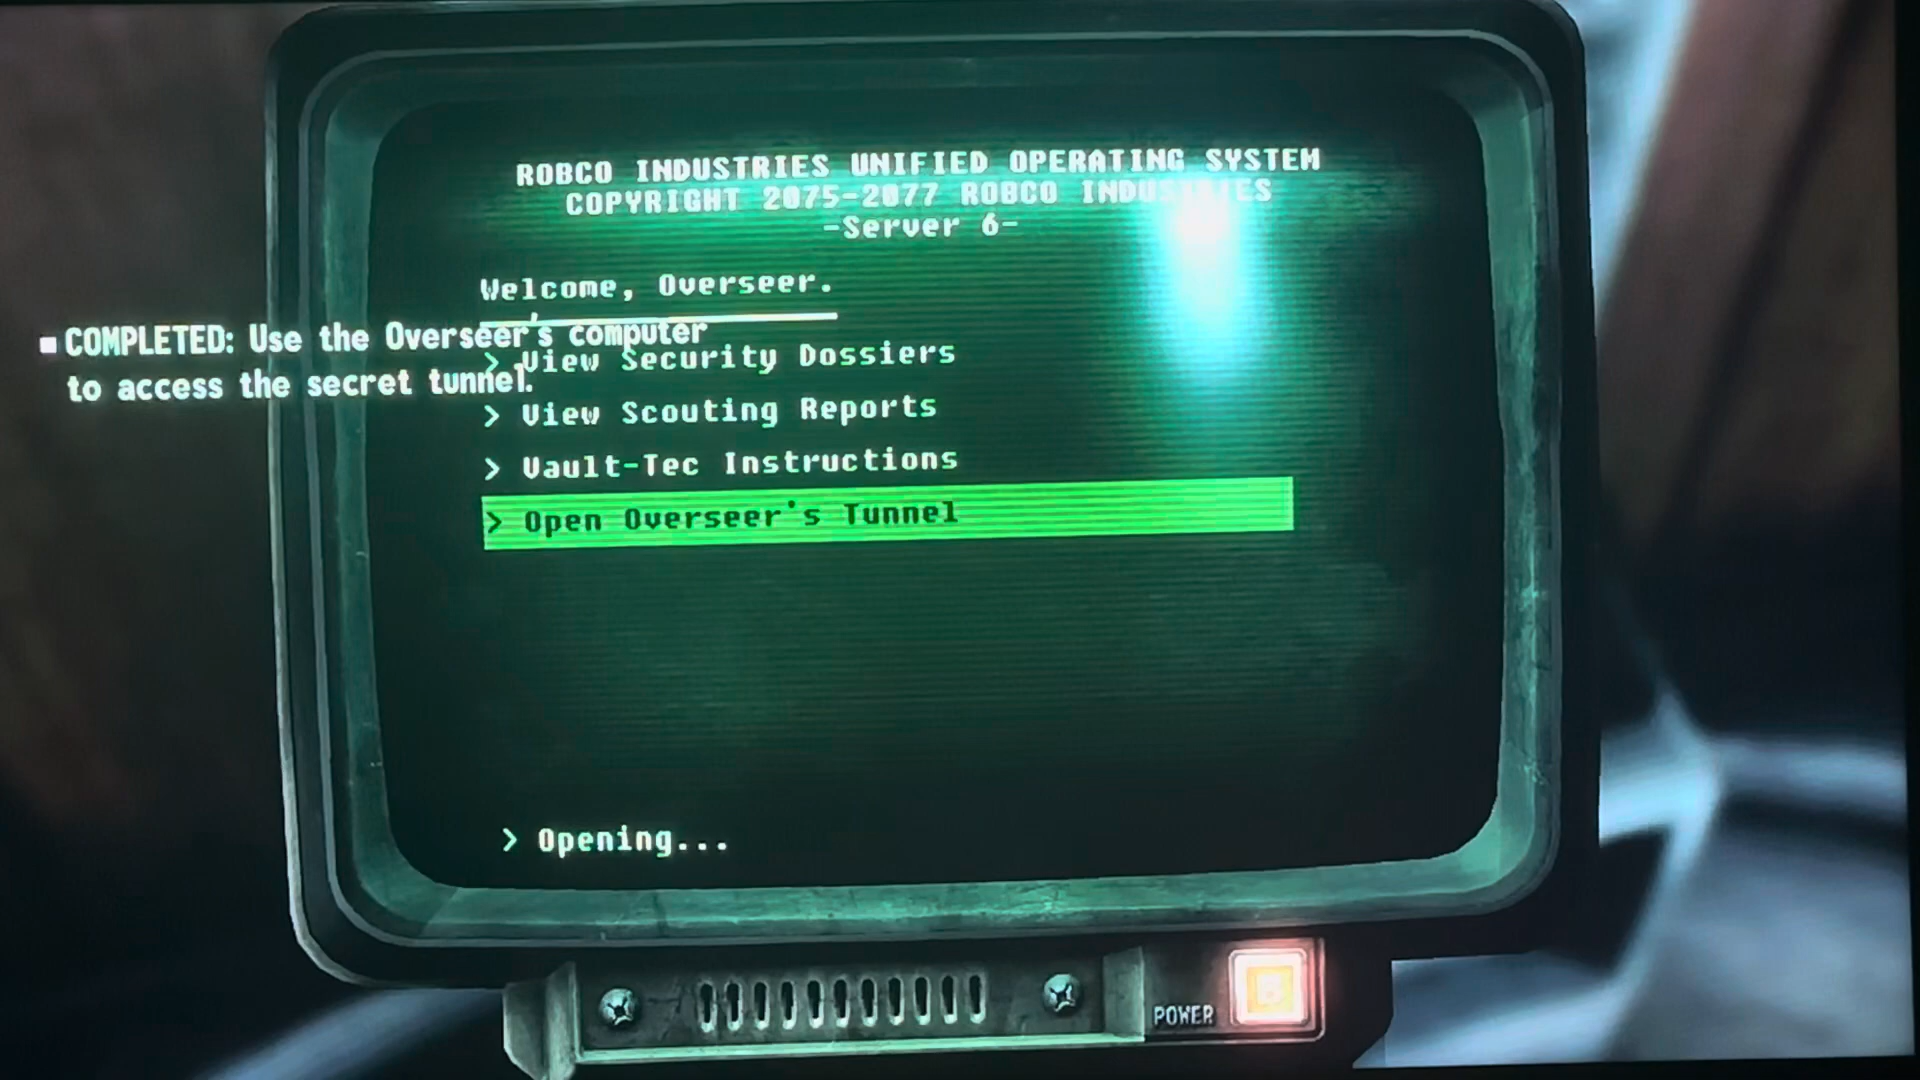 ROBCO INDUSTRIES UNIFIED OPERATING SYSTEM
COPYRIGHT 2075-2077 ROBCO INDUSTRIES
-Server 6-
Welcome, Overseer.
COMPLETED: Use the Overseer's computer
to access the secret tunnel.
> View Security Dossiers
> View Scouting Reports
> Vault-Tec Instructions
> Open Overseer's Tunnel
> Opening...
POWER